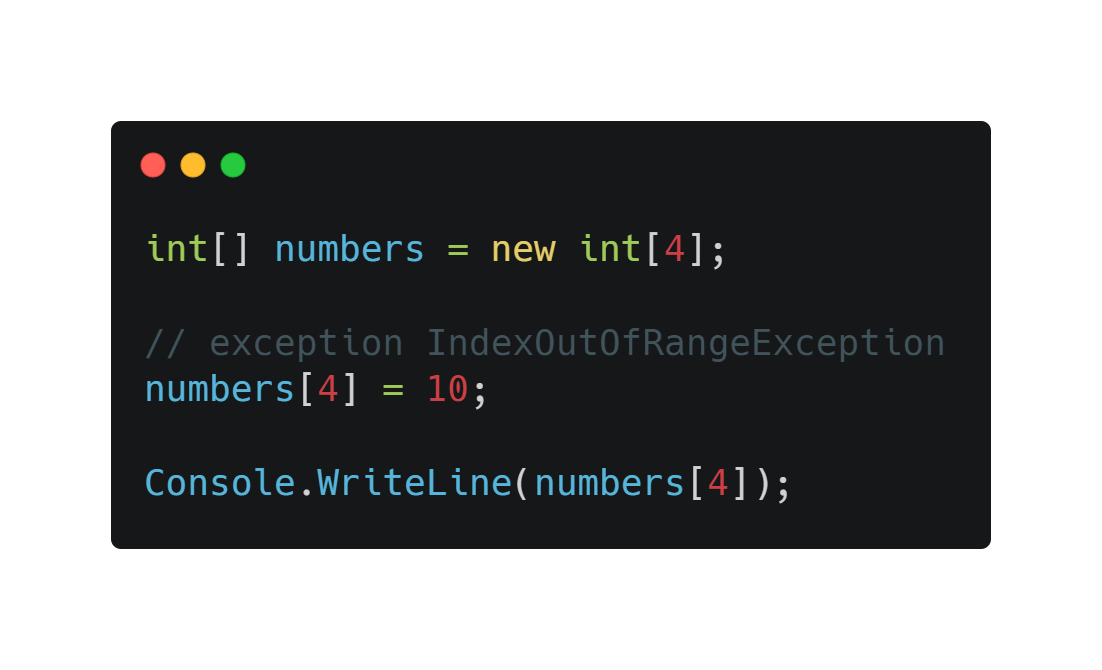 int[] numbers = new int[4];
// exception IndexOutOfRangeException
numbers[4] = 10;
Console.WriteLine(numbers[4]);